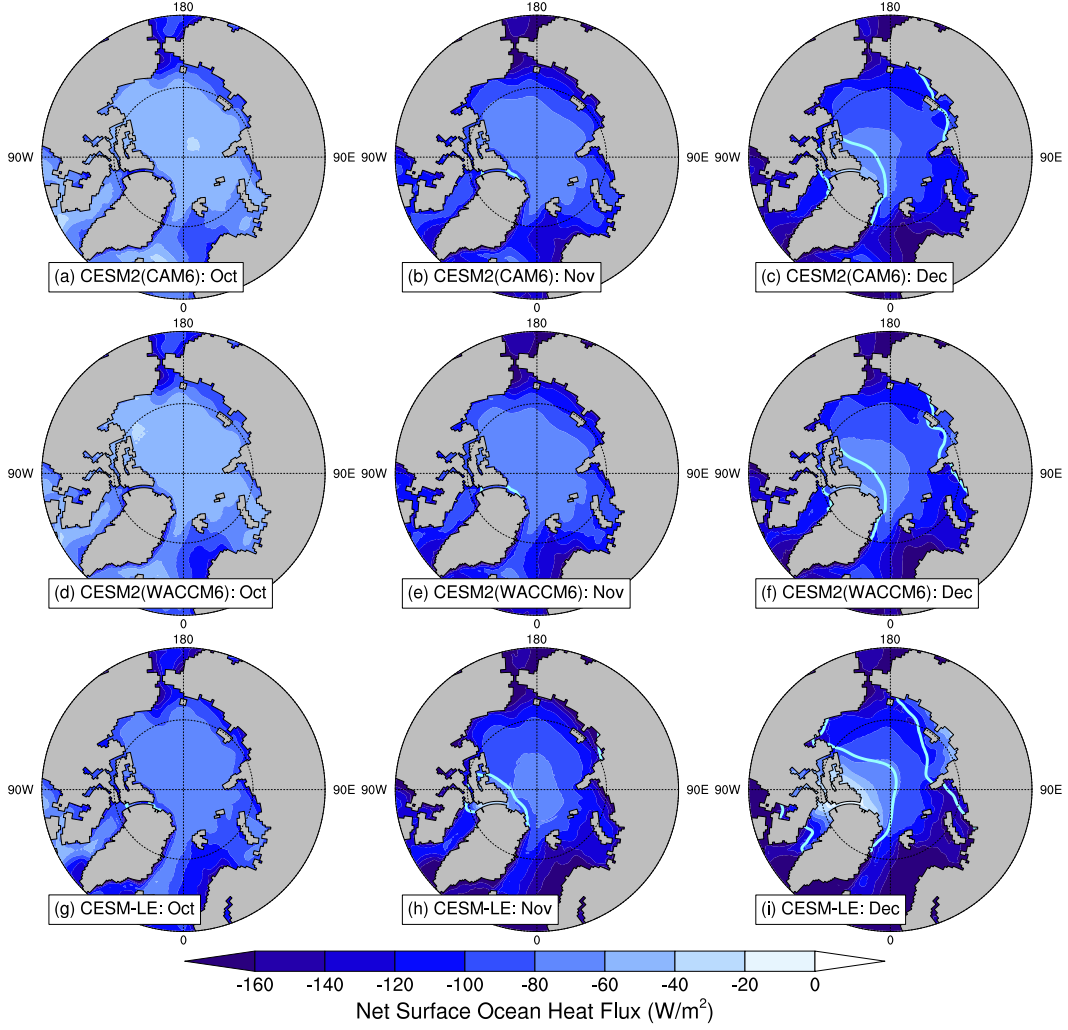 180 180 180
90W 90E 90W 90E 90W 90E
(a) CESM2(CAM6): Oct (b) CESM2(CAM6): Nov (c) CESM2(CAM6): Dec
0 0 0
180 180 180
90W 90E 90W 90E 90W 90E
(d) CESM2(WACCM6): Oct (e) CESM2(WACCM6): Nov (f) CESM2(WACCM6): Dec
0 0 0
180 180 180
90W 90E 90W 90E 90W 90E
(g) CESM-LE: Oct (h) CESM-LE: Nov (i) CESM-LE: Dec
0 0 0
-160 -140 -120 -100 -80 -60 -40 -20 0
Net Surface Ocean Heat Flux (W/m²)